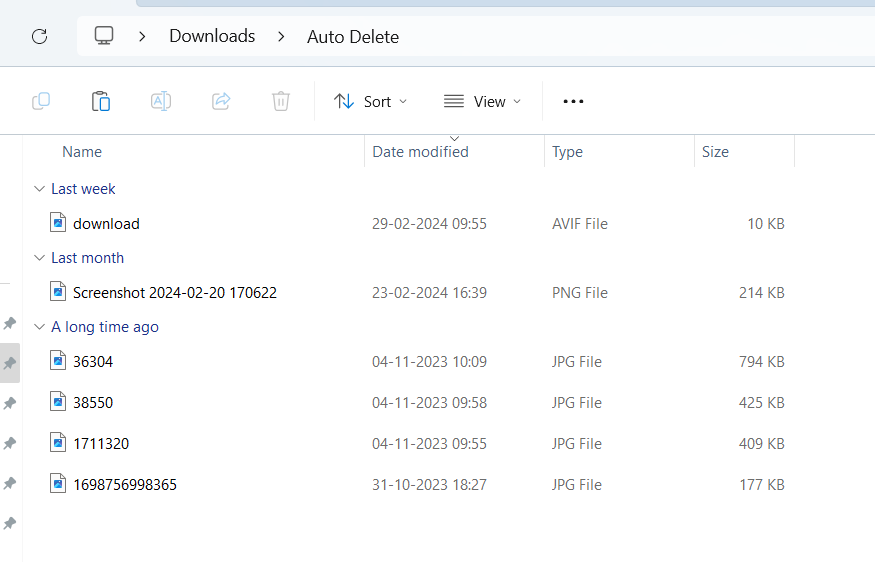 Downloads > Auto Delete
Sort View
Name Date modified Type Size
Last week
download 29-02-2024 09:55 AVIF File 10 KB
Last month
Screenshot 2024-02-20 170622 23-02-2024 16:39 PNG File 214 KB
A long time ago
36304 04-11-2023 10:09 JPG File 794 KB
38550 04-11-2023 09:58 JPG File 425 KB
1711320 04-11-2023 09:55 JPG File 409 KB
1698756998365 31-10-2023 18:27 JPG File 177 KB